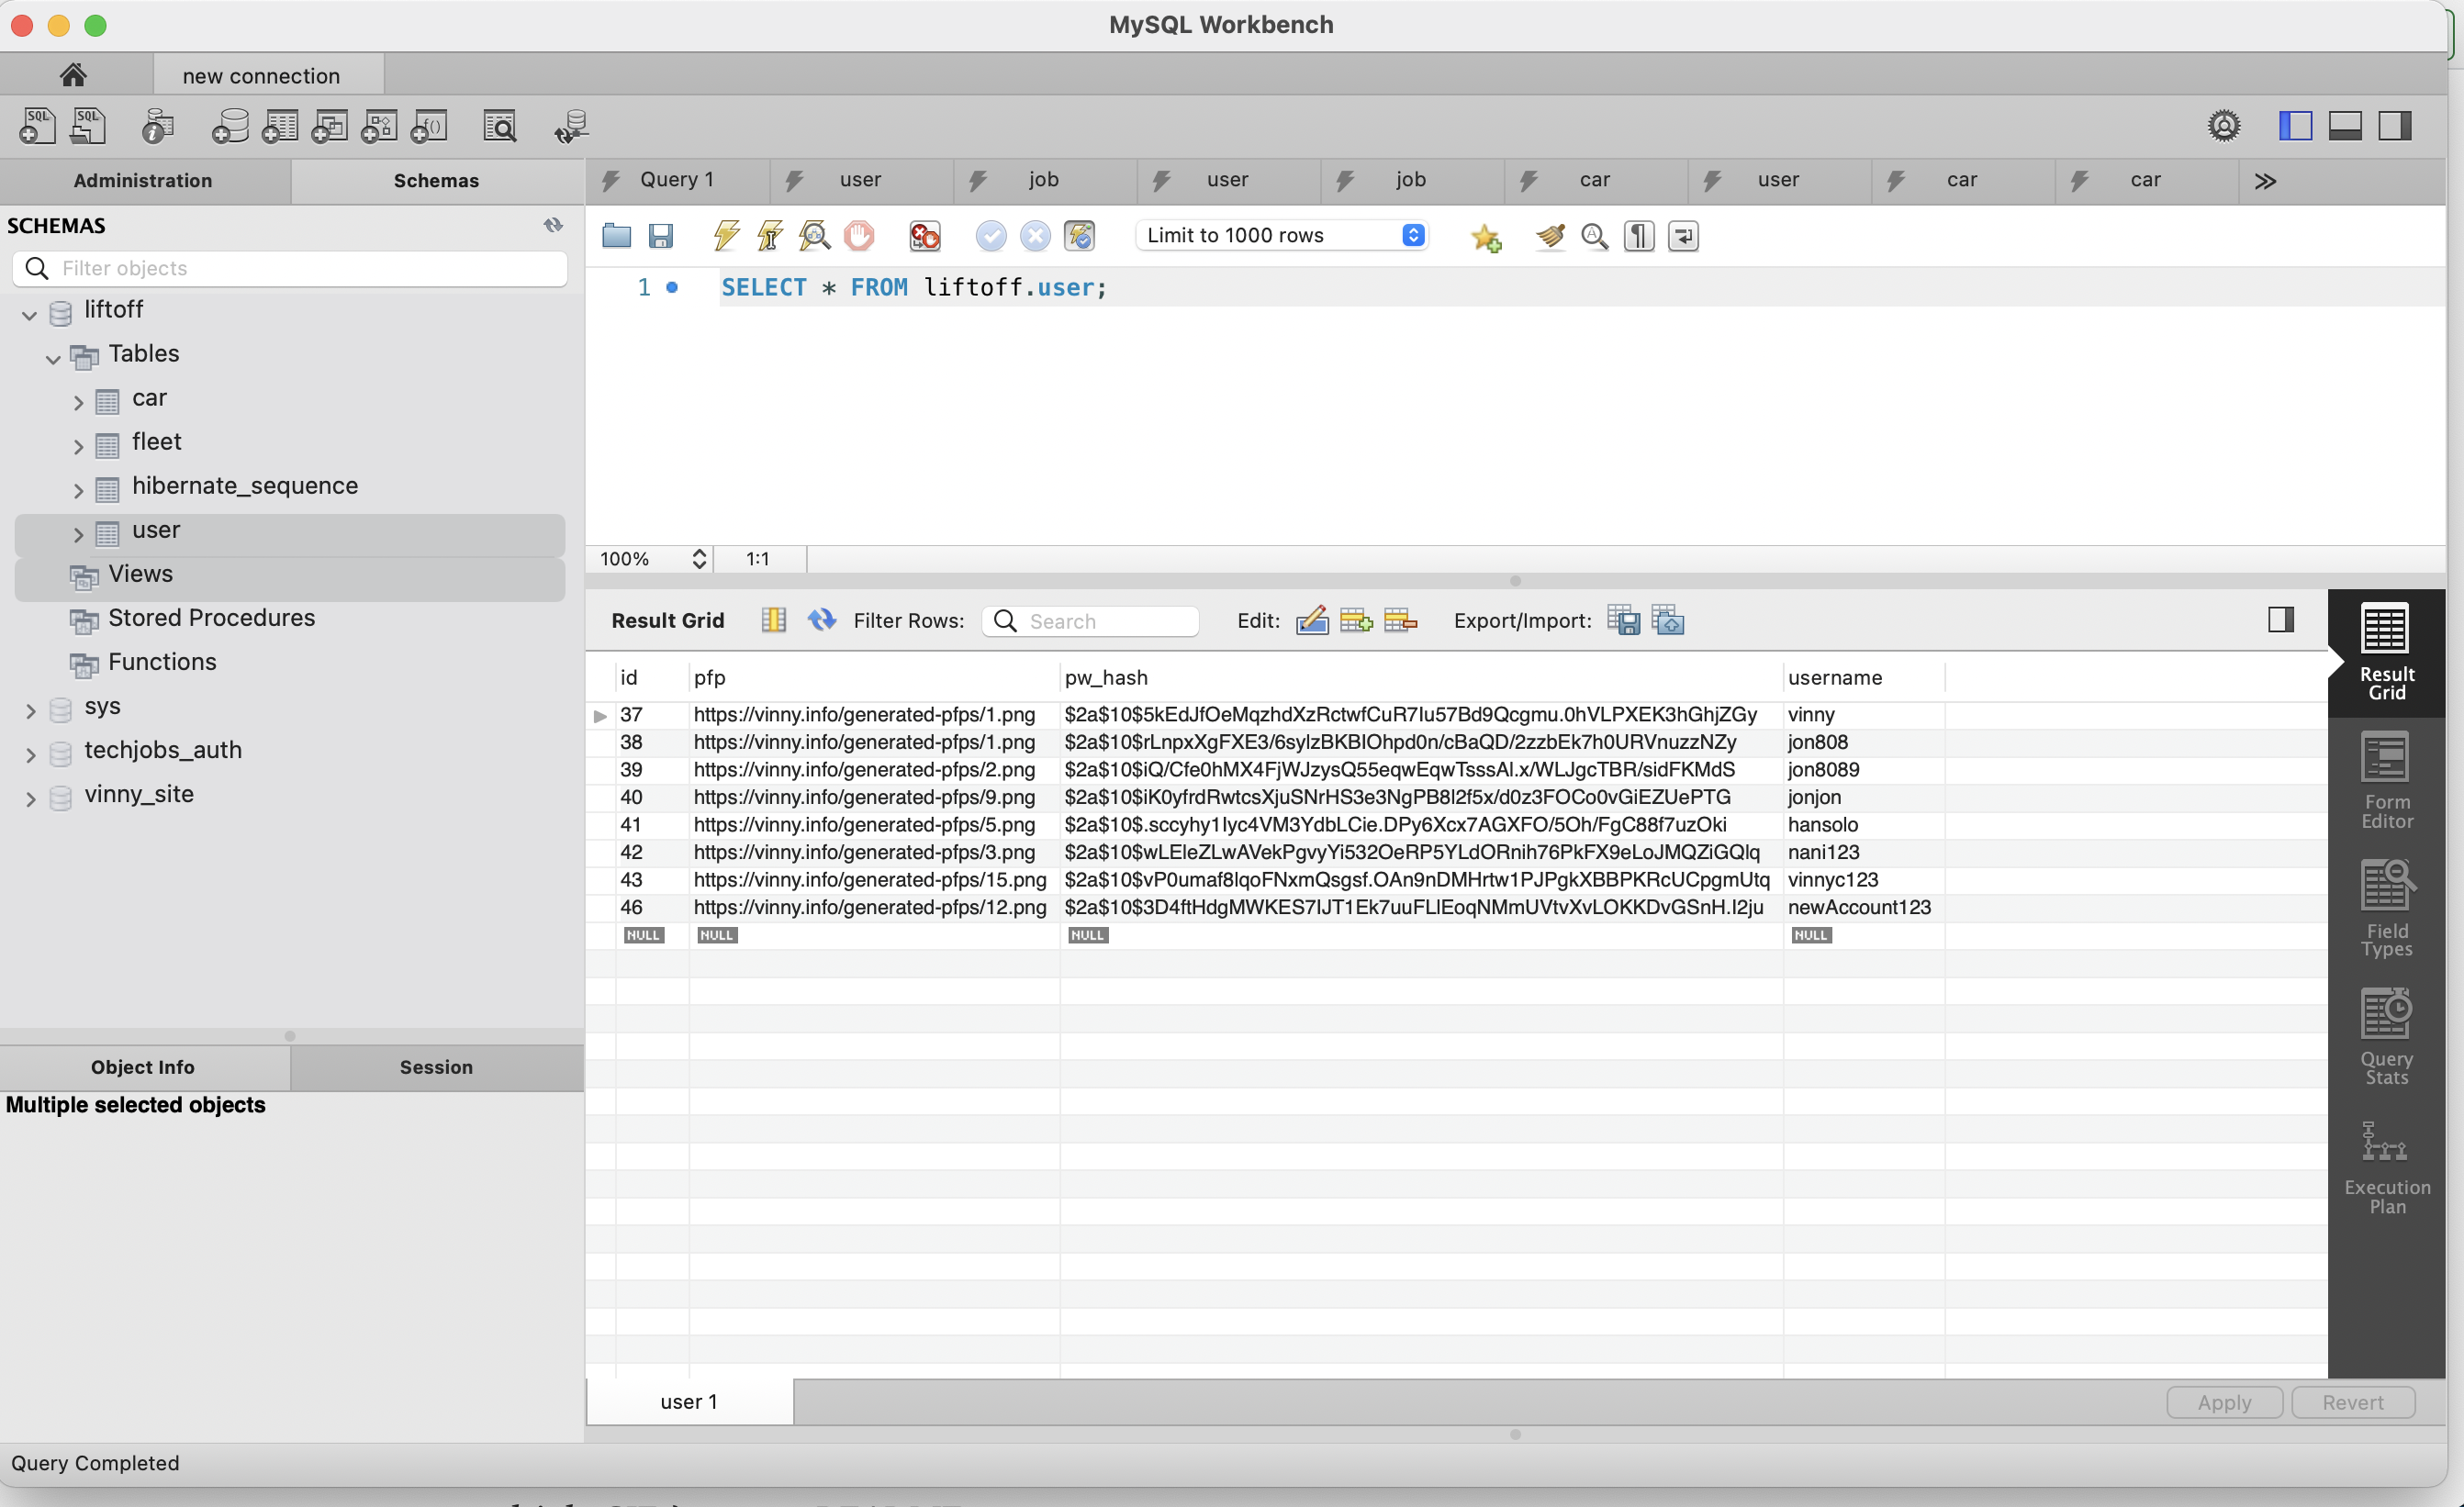 MySQL Workbench
new connection
Administration
Schemas
Query 1
user
job
user
job
car
user
car
car
SCHEMAS
Filter objects
Limit to 1000 rows
1
SELECT * FROM liftoff.user;
liftoff
Tables
car
fleet
hibernate_sequence
user
Views
Stored Procedures
Functions
sys
techjobs_auth
vinny_site
100%
1:1
Result Grid
Filter Rows:
Search
Edit:
Export/Import:
id pfp pw_hash username
37 https://vinny.info/generated-pfps/1.png $2a$10$5kEdJfOeMqzhdXzRctwfCuR7Iu57Bd9Qcgmu.0hVLPXEK3hGhjZGy vinny
38 https://vinny.info/generated-pfps/1.png $2a$10$rLnpxXgFXE3/6sylzBKBIOhpd0n/cBaQD/2zzbEk7h0URVnuzzNZy jon808
39 https://vinny.info/generated-pfps/2.png $2a$10$iQ/Cfe0hMX4FjWJzysQ55eqwEqwTsssAl.x/WLJgcTBR/sidFKMdS jon8089
40 https://vinny.info/generated-pfps/9.png $2a$10$iK0yfrdRwtcsXjuSNrHS3e3NgPB8l2f5x/d0z3FOCo0vGiEZUePTG jonjon
41 https://vinny.info/generated-pfps/5.png $2a$10$.sccyhy1lyc4VM3YdbLCie.DPy6Xcx7AGXFO/5Oh/FgC88f7uzOki hansolo
42 https://vinny.info/generated-pfps/3.png $2a$10$wLEleZLwAVekPgvyYi532OeRP5YLdORnih76PkFX9eLoJMQZiGQlq nani123
43 https://vinny.info/generated-pfps/15.png $2a$10$vP0umaf8lqoFNxmQsgsf.OAn9nDMHrtw1PJPgkXBBPKRcUCpgmUtq vinnyc123
46 https://vinny.info/generated-pfps/12.png $2a$10$3D4ftHdgMWKES7IJT1Ek7uuFLlEoqNMmUVtvXvLOKKDvGSnH.I2ju newAccount123
NULL NULL NULL NULL
Result
Grid
Form
Editor
Field
Types
Query
Stats
Execution
Plan
Object Info
Session
Multiple selected objects
user 1
Apply
Revert
Query Completed